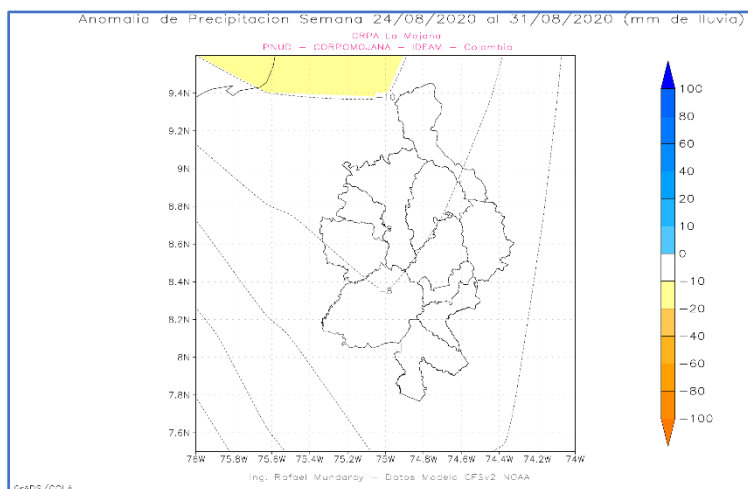 Anomalia de Precipitacion Semana 24/08/2020 al 31/08/2020 (mm de lluvia)
CRPA La Mojana
PNUD - CORPOMOJANA - IDEAM - Colombia
9.4N
9.2N
9N
8.8N
8.6N
8.4N
8.2N
8N
7.8N
7.6N
-10
-8
76W 75.8W 75.6W 75.4W 75.2W 75W 74.8W 74.6W 74.4W 74.2W 74W
100
80
60
40
20
0
-10
-20
-40
-60
-80
-100
Ing. Rafael Mundaray - Datos Modelo CFSv2 NOAA
GrADS/COLA